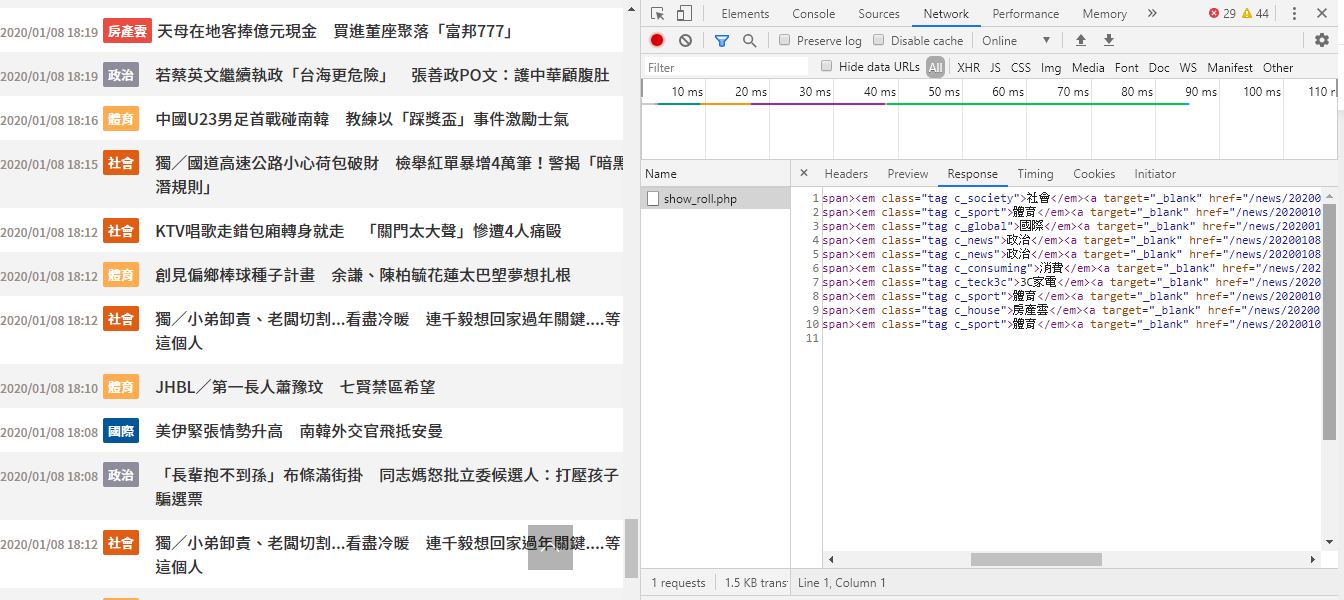 2020/01/08 18:19 房產雲 天母在地客捧億元現金　買進董座聚落「富邦777」
2020/01/08 18:19 政治 若蔡英文繼續執政「台海更危險」　張善政PO文：護中華顧腹肚
2020/01/08 18:16 體育 中國U23男足首戰碰南韓　教練以「踩獎盃」事件激勵士氣
2020/01/08 18:15 社會 獨／國道高速公路小心荷包破財　檢舉紅單暴增4萬筆！警揭「暗黑
潛規則」
2020/01/08 18:12 社會 KTV唱歌走錯包廂轉身就走　「關門太大聲」慘遭4人痛毆
2020/01/08 18:12 體育 創見偏鄉棒球種子計畫　余謙、陳柏毓花蓮太巴塱夢想扎根
2020/01/08 18:12 社會 獨／小弟卸責、老闆切割...看盡冷暖　連千毅想回家過年關鍵....等
這個人
2020/01/08 18:10 體育 JHBL／第一長人蕭豫玟　七賢禁區希望
2020/01/08 18:08 國際 美伊緊張情勢升高　南韓外交官飛抵安曼
2020/01/08 18:08 政治 「長輩抱不到孫」布條滿街掛　同志媽怒批立委候選人：打壓孩子
騙選票
2020/01/08 18:12 社會 獨／小弟卸責、老闆切割...看盡冷暖　連千毅想回家過年關鍵....等
這個人
Elements Console Sources Network Performance Memory » 29 44
Preserve log Disable cache Online
Filter Hide data URLs All XHR JS CSS Img Media Font Doc WS Manifest Other
10 ms 20 ms 30 ms 40 ms 50 ms 60 ms 70 ms 80 ms 90 ms 100 ms 110 r
Name × Headers Preview Response Timing Cookies Initiator
show_roll.php
1 span><em class="tag c_society">社會</em><a target="_blank" href="/news/20200
2 span><em class="tag c_sport">體育</em><a target="_blank" href="/news/2020010
3 span><em class="tag c_global">國際</em><a target="_blank" href="/news/202001
4 span><em class="tag c_news">政治</em><a target="_blank" href="/news/20200108
5 span><em class="tag c_news">政治</em><a target="_blank" href="/news/20200108
6 span><em class="tag c_consuming">消費</em><a target="_blank" href="/news/202
7 span><em class="tag c_teck3c">3C家電</em><a target="_blank" href="/news/2020
8 span><em class="tag c_sport">體育</em><a target="_blank" href="/news/2020010
9 span><em class="tag c_house">房產雲</em><a target="_blank" href="/news/20200
10 span><em class="tag c_sport">體育</em><a target="_blank" href="/news/2020010
11
1 requests 1.5 KB trans Line 1, Column 1